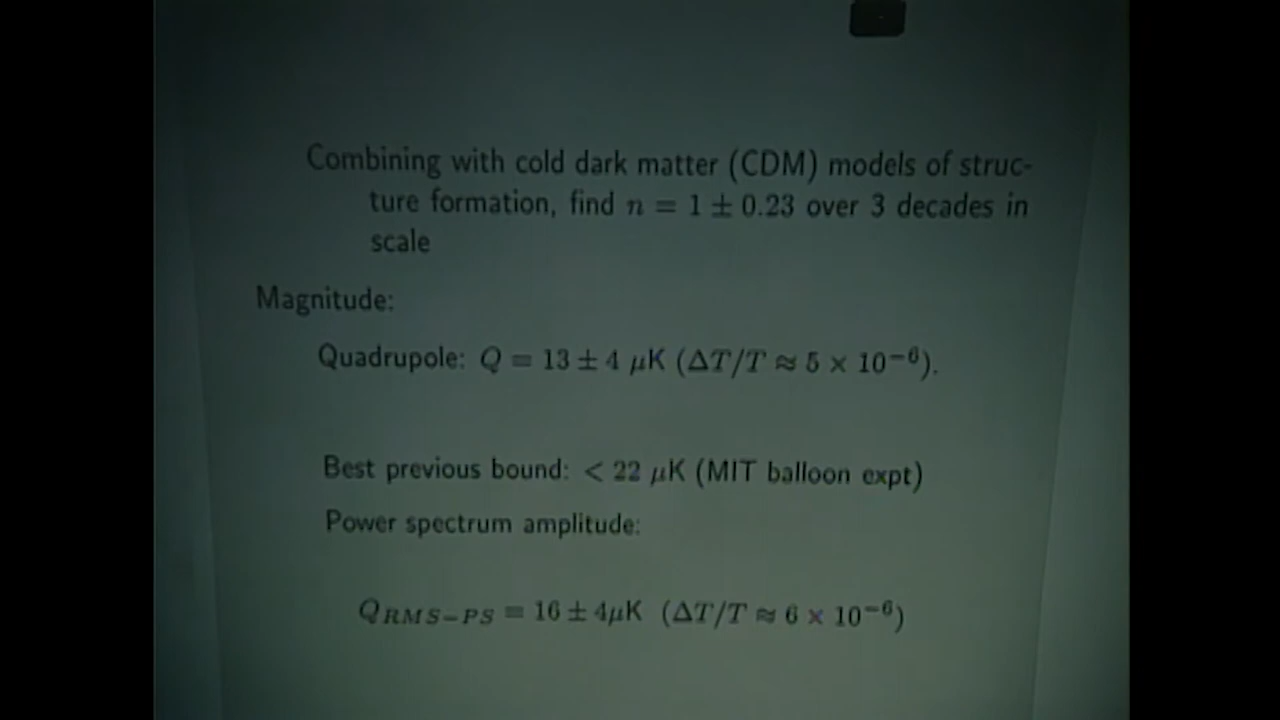 Combining with cold dark matter (CDM) models of struc-
ture formation, find n = 1 ± 0.23 over 3 decades in
scale
Magnitude:
Quadrupole: Q = 13 ± 4 μK (ΔT/T ≈ 5 × 10⁻⁶).
Best previous bound: < 22 μK (MIT balloon expt)
Power spectrum amplitude:
Q_{RMS−PS} = 16 ± 4μK (ΔT/T ≈ 6 × 10⁻⁶)